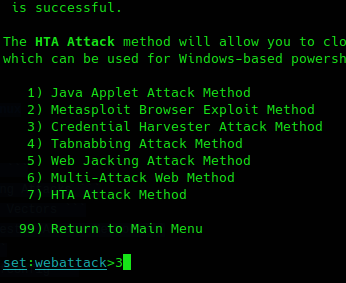 is successful.
The HTA Attack method will allow you to clo
which can be used for Windows-based powersh
1) Java Applet Attack Method
2) Metasploit Browser Exploit Method
3) Credential Harvester Attack Method
4) Tabnabbing Attack Method
5) Web Jacking Attack Method
6) Multi-Attack Web Method
7) HTA Attack Method
99) Return to Main Menu
set:webattack>3